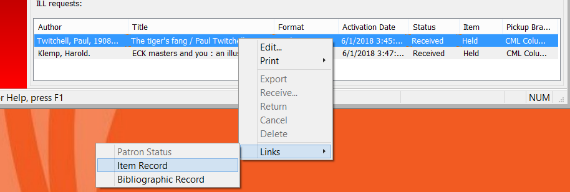 ILL requests:
Author Title Format Activation Date Status Item Pickup Bra...
Twitchell, Paul, 1908... The tiger's fang / Paul Twitchell 6/1/2018 3:45:... Received Held CML Colu...
Klemp, Harold. ECK masters and you : an illus 6/1/2018 3:47:... Received Held CML Colu...
Edit...
Print
Export
Receive...
Return
Cancel
Delete
Links
r Help, press F1 NUM
Patron Status
Item Record
Bibliographic Record